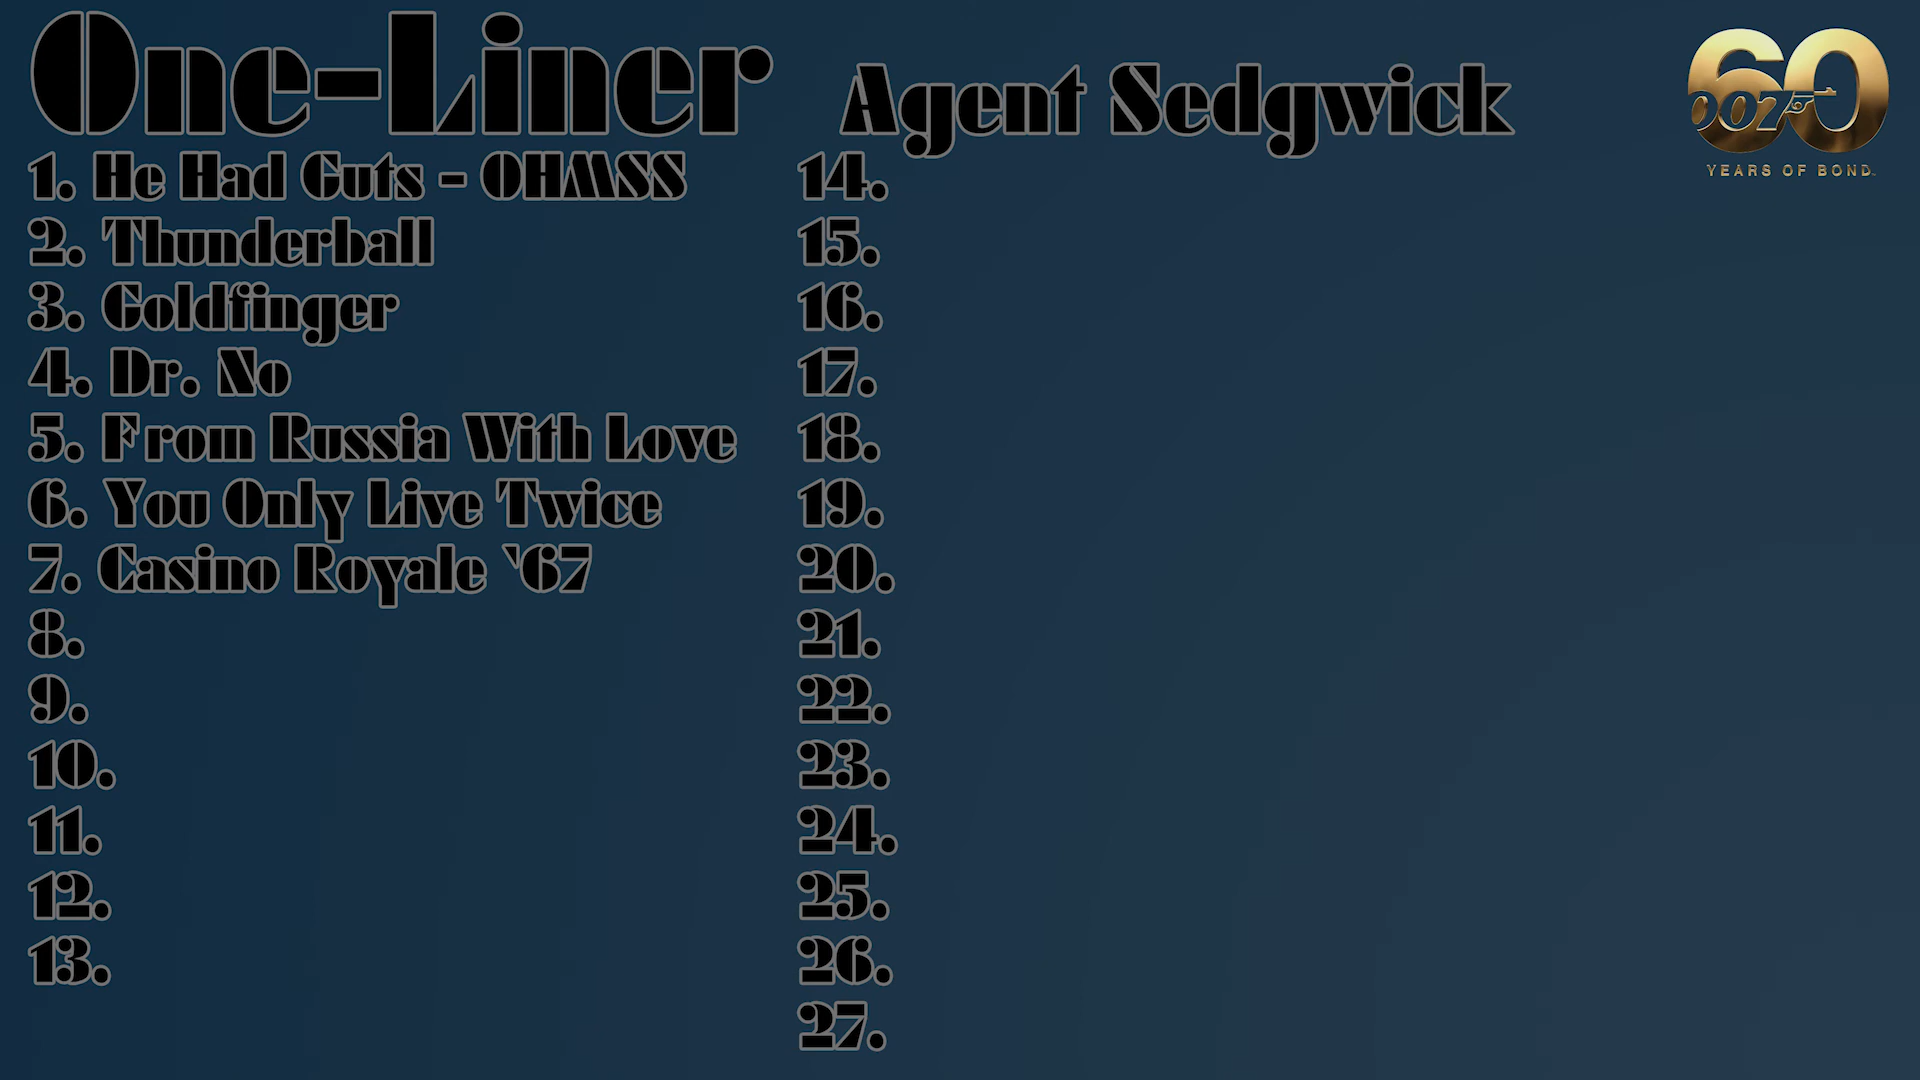 One-Liner
Agent Sedgwick
1. He Had Guts - OHMSS
2. Thunderball
3. Goldfinger
4. Dr. No
5. From Russia With Love
6. You Only Live Twice
7. Casino Royale '67
8.
9.
10.
11.
12.
13.
14.
15.
16.
17.
18.
19.
20.
21.
22.
23.
24.
25.
26.
27.
60
007
YEARS OF BOND